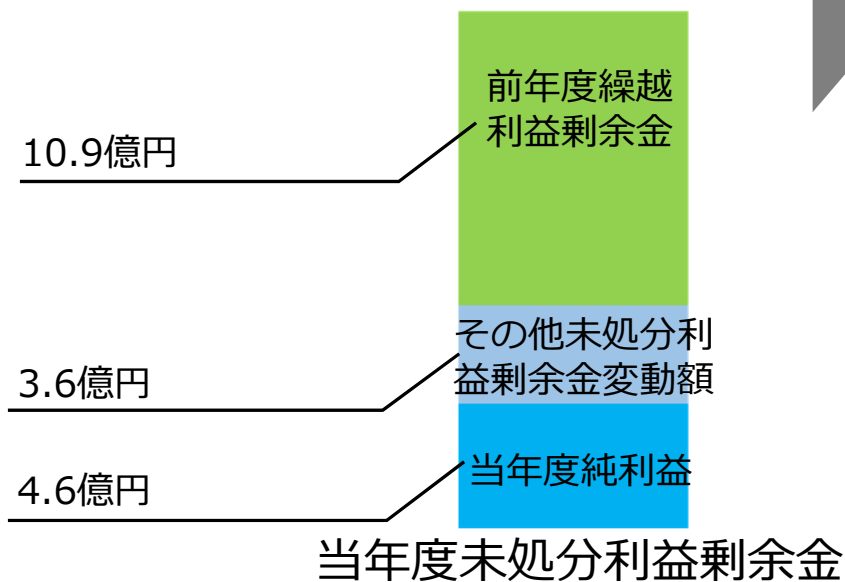 前年度繰越
利益剰余金
10.9億円
その他未処分利
益剰余金変動額
3.6億円
当年度純利益
4.6億円
当年度未処分利益剰余金